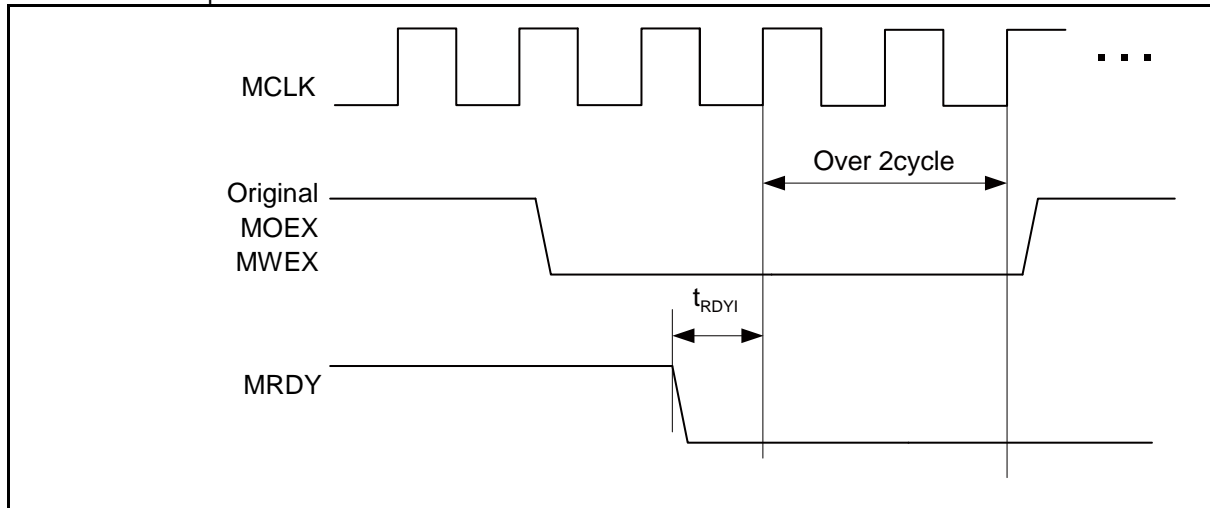 MCLK
Over 2cycle
Original
MOEX
MWEX
tRDYI
MRDY